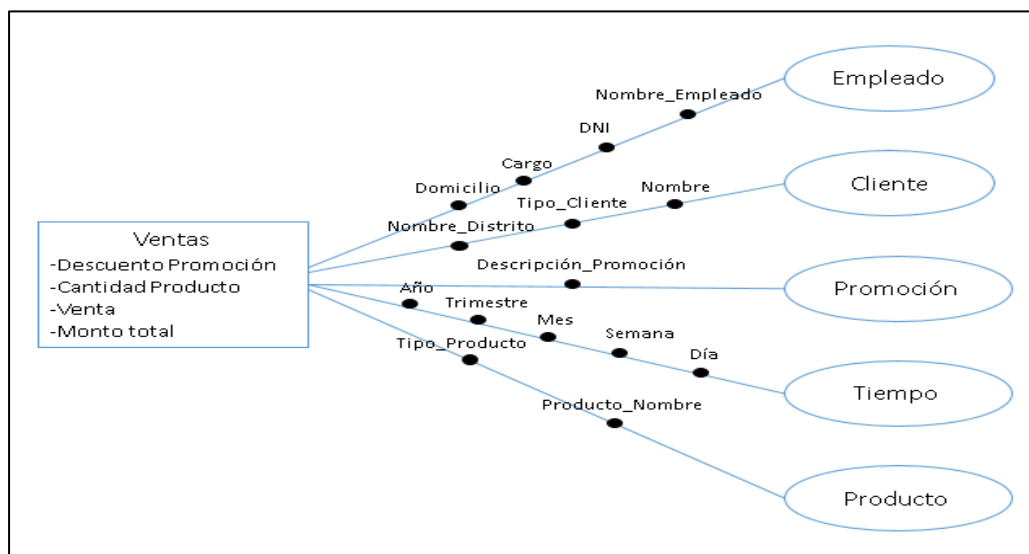 Ventas
-Descuento Promoción
-Cantidad Producto
-Venta
-Monto total
Domicilio
Cargo
DNI
Nombre_Empleado
Empleado
Nombre_Distrito
Tipo_Cliente
Nombre
Cliente
Descripción_Promoción
Promoción
Año
Trimestre
Mes
Semana
Día
Tiempo
Tipo_Producto
Producto_Nombre
Producto